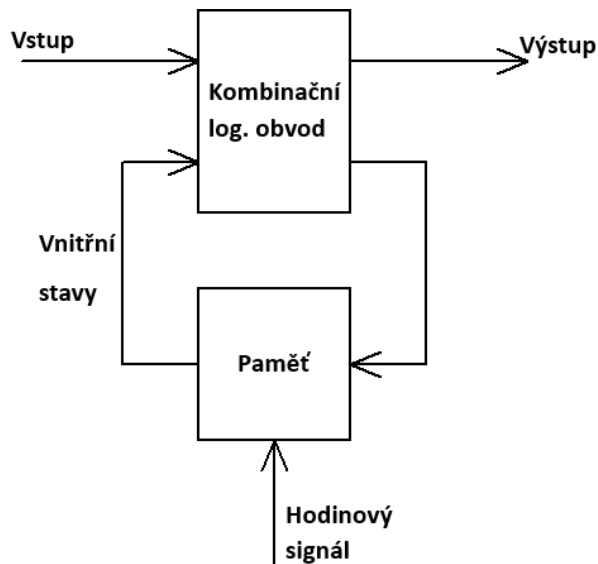 Vstup
Výstup
Kombinační
log. obvod
Vnitřní
stavy
Paměť
Hodinový
signál